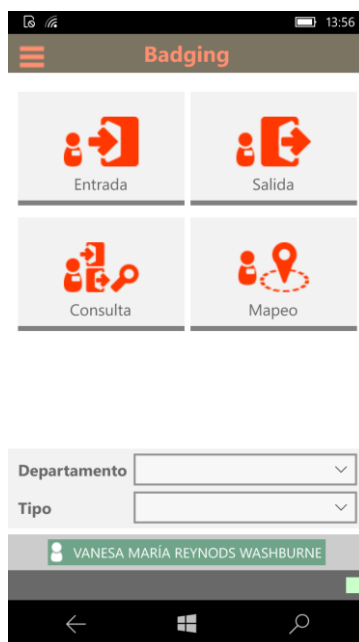 13:56
Badging
Entrada
Salida
Consulta
Mapeo
Departamento
Tipo
VANESA MARÍA REYNODS WASHBURNE